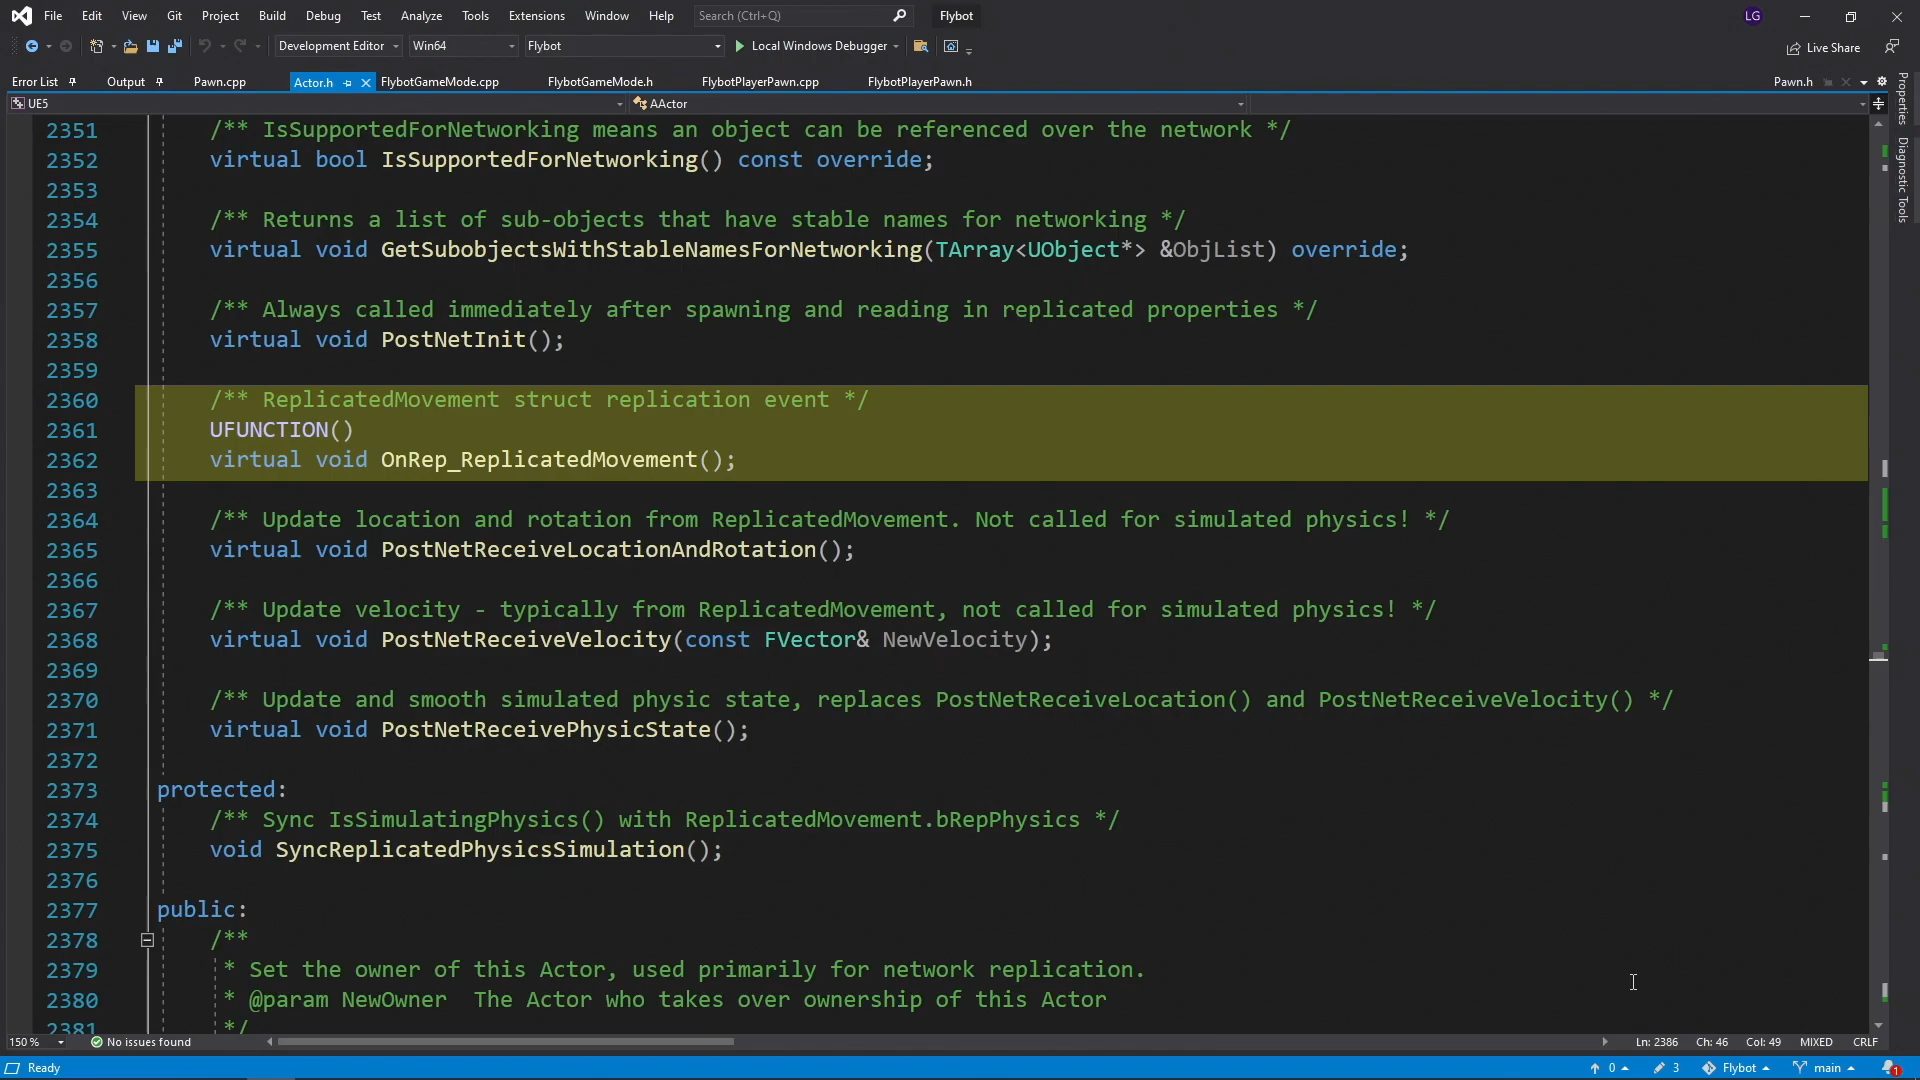 File Edit View Git Project Build Debug Test Analyze Tools Extensions Window Help Search (Ctrl+Q) Flybot LG
Development Editor Win64 Flybot Local Windows Debugger Live Share
Error List Output Pawn.cpp Actor.h FlybotGameMode.cpp FlybotGameMode.h FlybotPlayerPawn.cpp FlybotPlayerPawn.h Pawn.h
UE5 AActor
2351 /** IsSupportedForNetworking means an object can be referenced over the network */
2352 virtual bool IsSupportedForNetworking() const override;
2353
2354 /** Returns a list of sub-objects that have stable names for networking */
2355 virtual void GetSubobjectsWithStableNamesForNetworking(TArray<UObject*> &ObjList) override;
2356
2357 /** Always called immediately after spawning and reading in replicated properties */
2358 virtual void PostNetInit();
2359
2360 /** ReplicatedMovement struct replication event */
2361 UFUNCTION()
2362 virtual void OnRep_ReplicatedMovement();
2363
2364 /** Update location and rotation from ReplicatedMovement. Not called for simulated physics! */
2365 virtual void PostNetReceiveLocationAndRotation();
2366
2367 /** Update velocity - typically from ReplicatedMovement, not called for simulated physics! */
2368 virtual void PostNetReceiveVelocity(const FVector& NewVelocity);
2369
2370 /** Update and smooth simulated physic state, replaces PostNetReceiveLocation() and PostNetReceiveVelocity() */
2371 virtual void PostNetReceivePhysicState();
2372
2373 protected:
2374 /** Sync IsSimulatingPhysics() with ReplicatedMovement.bRepPhysics */
2375 void SyncReplicatedPhysicsSimulation();
2376
2377 public:
2378 /**
2379 * Set the owner of this Actor, used primarily for network replication.
2380 * @param NewOwner The Actor who takes over ownership of this Actor
2381 */
150 % No issues found Ln: 2386 Ch: 46 Col: 49 MIXED CRLF
Ready 0 3 Flybot main 1
Properties
Diagnostic Tools